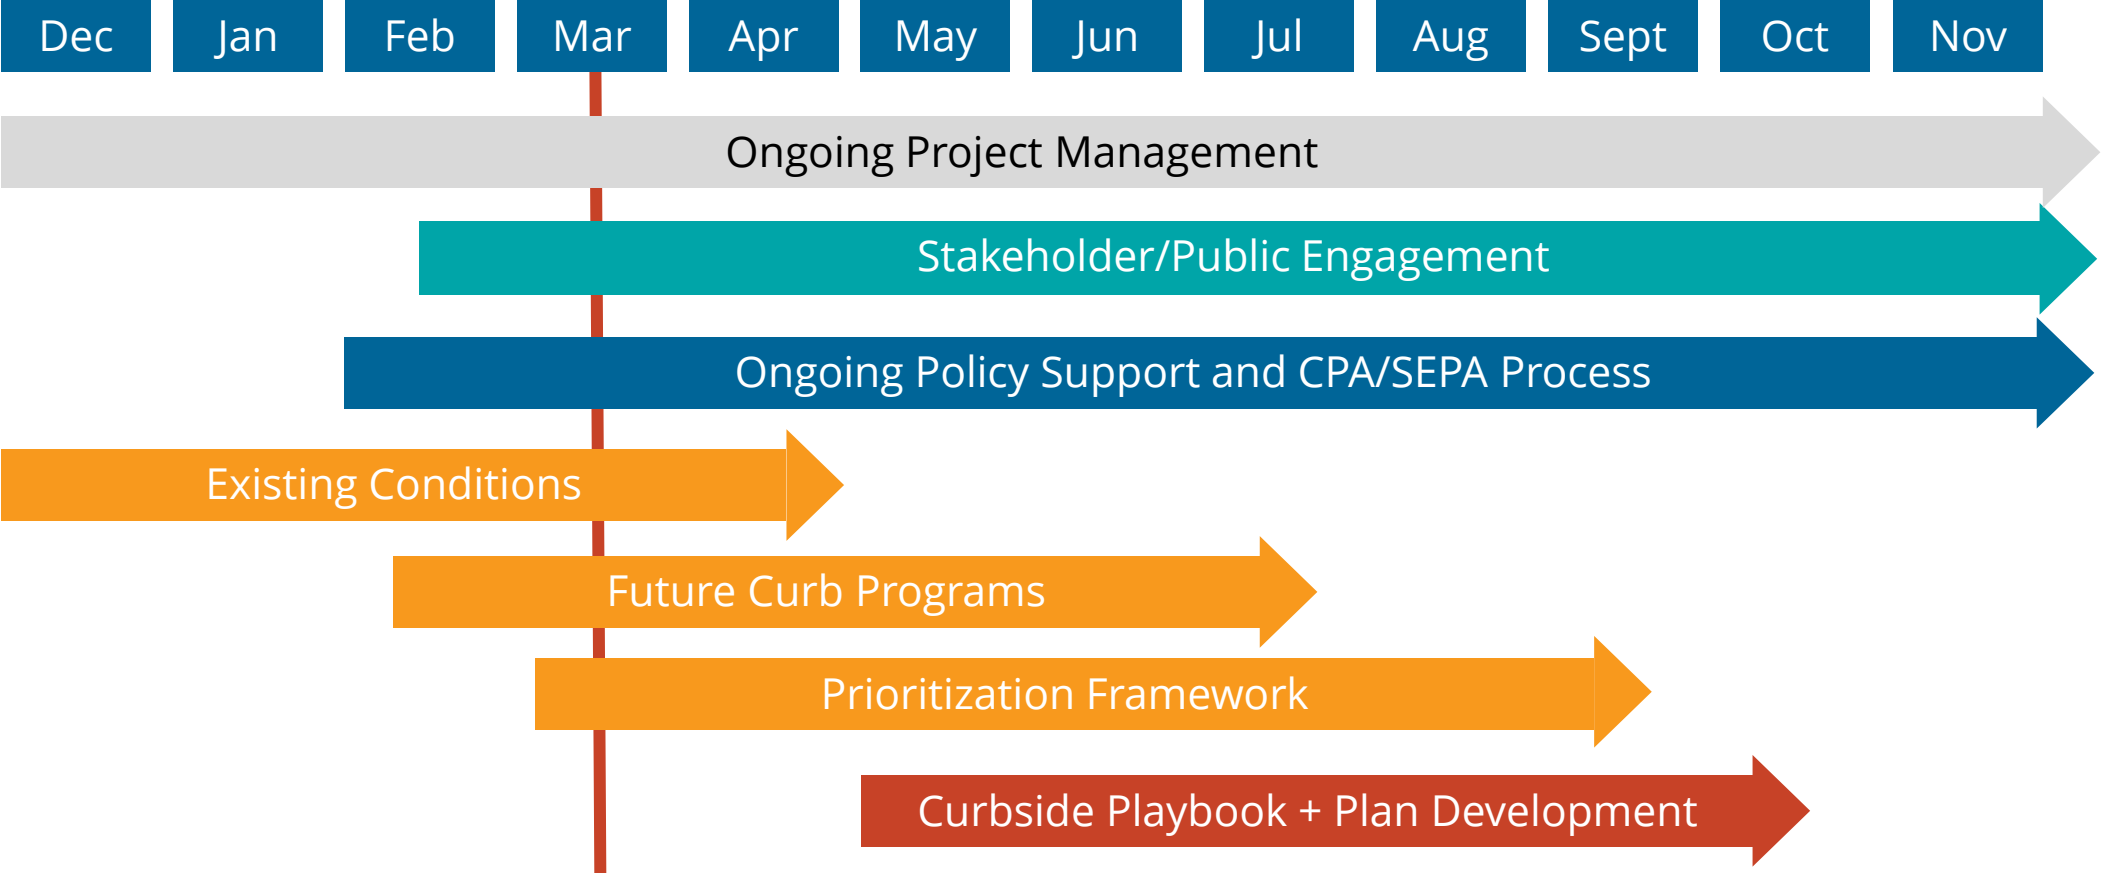 Dec Jan Feb Mar Apr May Jun Jul Aug Sept Oct Nov
Ongoing Project Management
Stakeholder/Public Engagement
Ongoing Policy Support and CPA/SEPA Process
Existing Conditions
Future Curb Programs
Prioritization Framework
Curbside Playbook + Plan Development